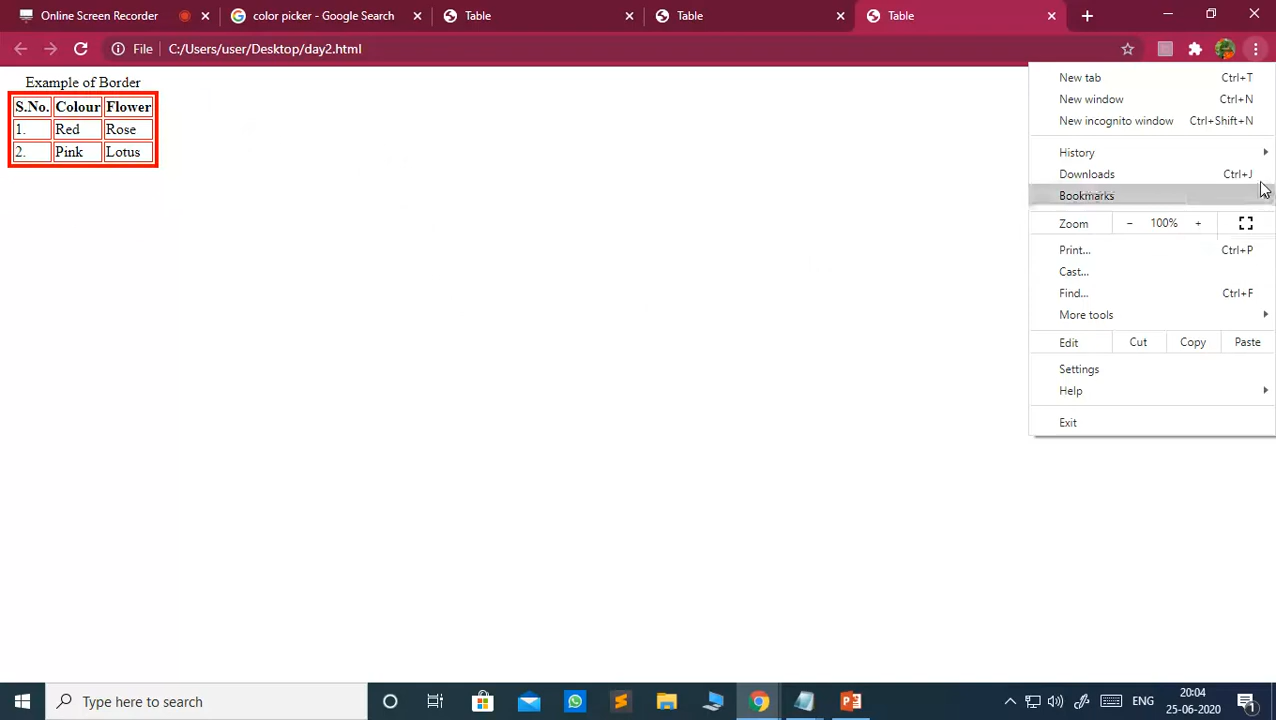 Online Screen Recorder
color picker - Google Search
Table
Table
Table
File
C:/Users/user/Desktop/day2.html
Example of Border
S.No. Colour Flower
1. Red Rose
2. Pink Lotus
New tab Ctrl+T
New window Ctrl+N
New incognito window Ctrl+Shift+N
History
Downloads Ctrl+J
Bookmarks
Zoom − 100% +
Print... Ctrl+P
Cast...
Find... Ctrl+F
More tools
Edit Cut Copy Paste
Settings
Help
Exit
Type here to search
ENG
20:04
25-06-2020
1